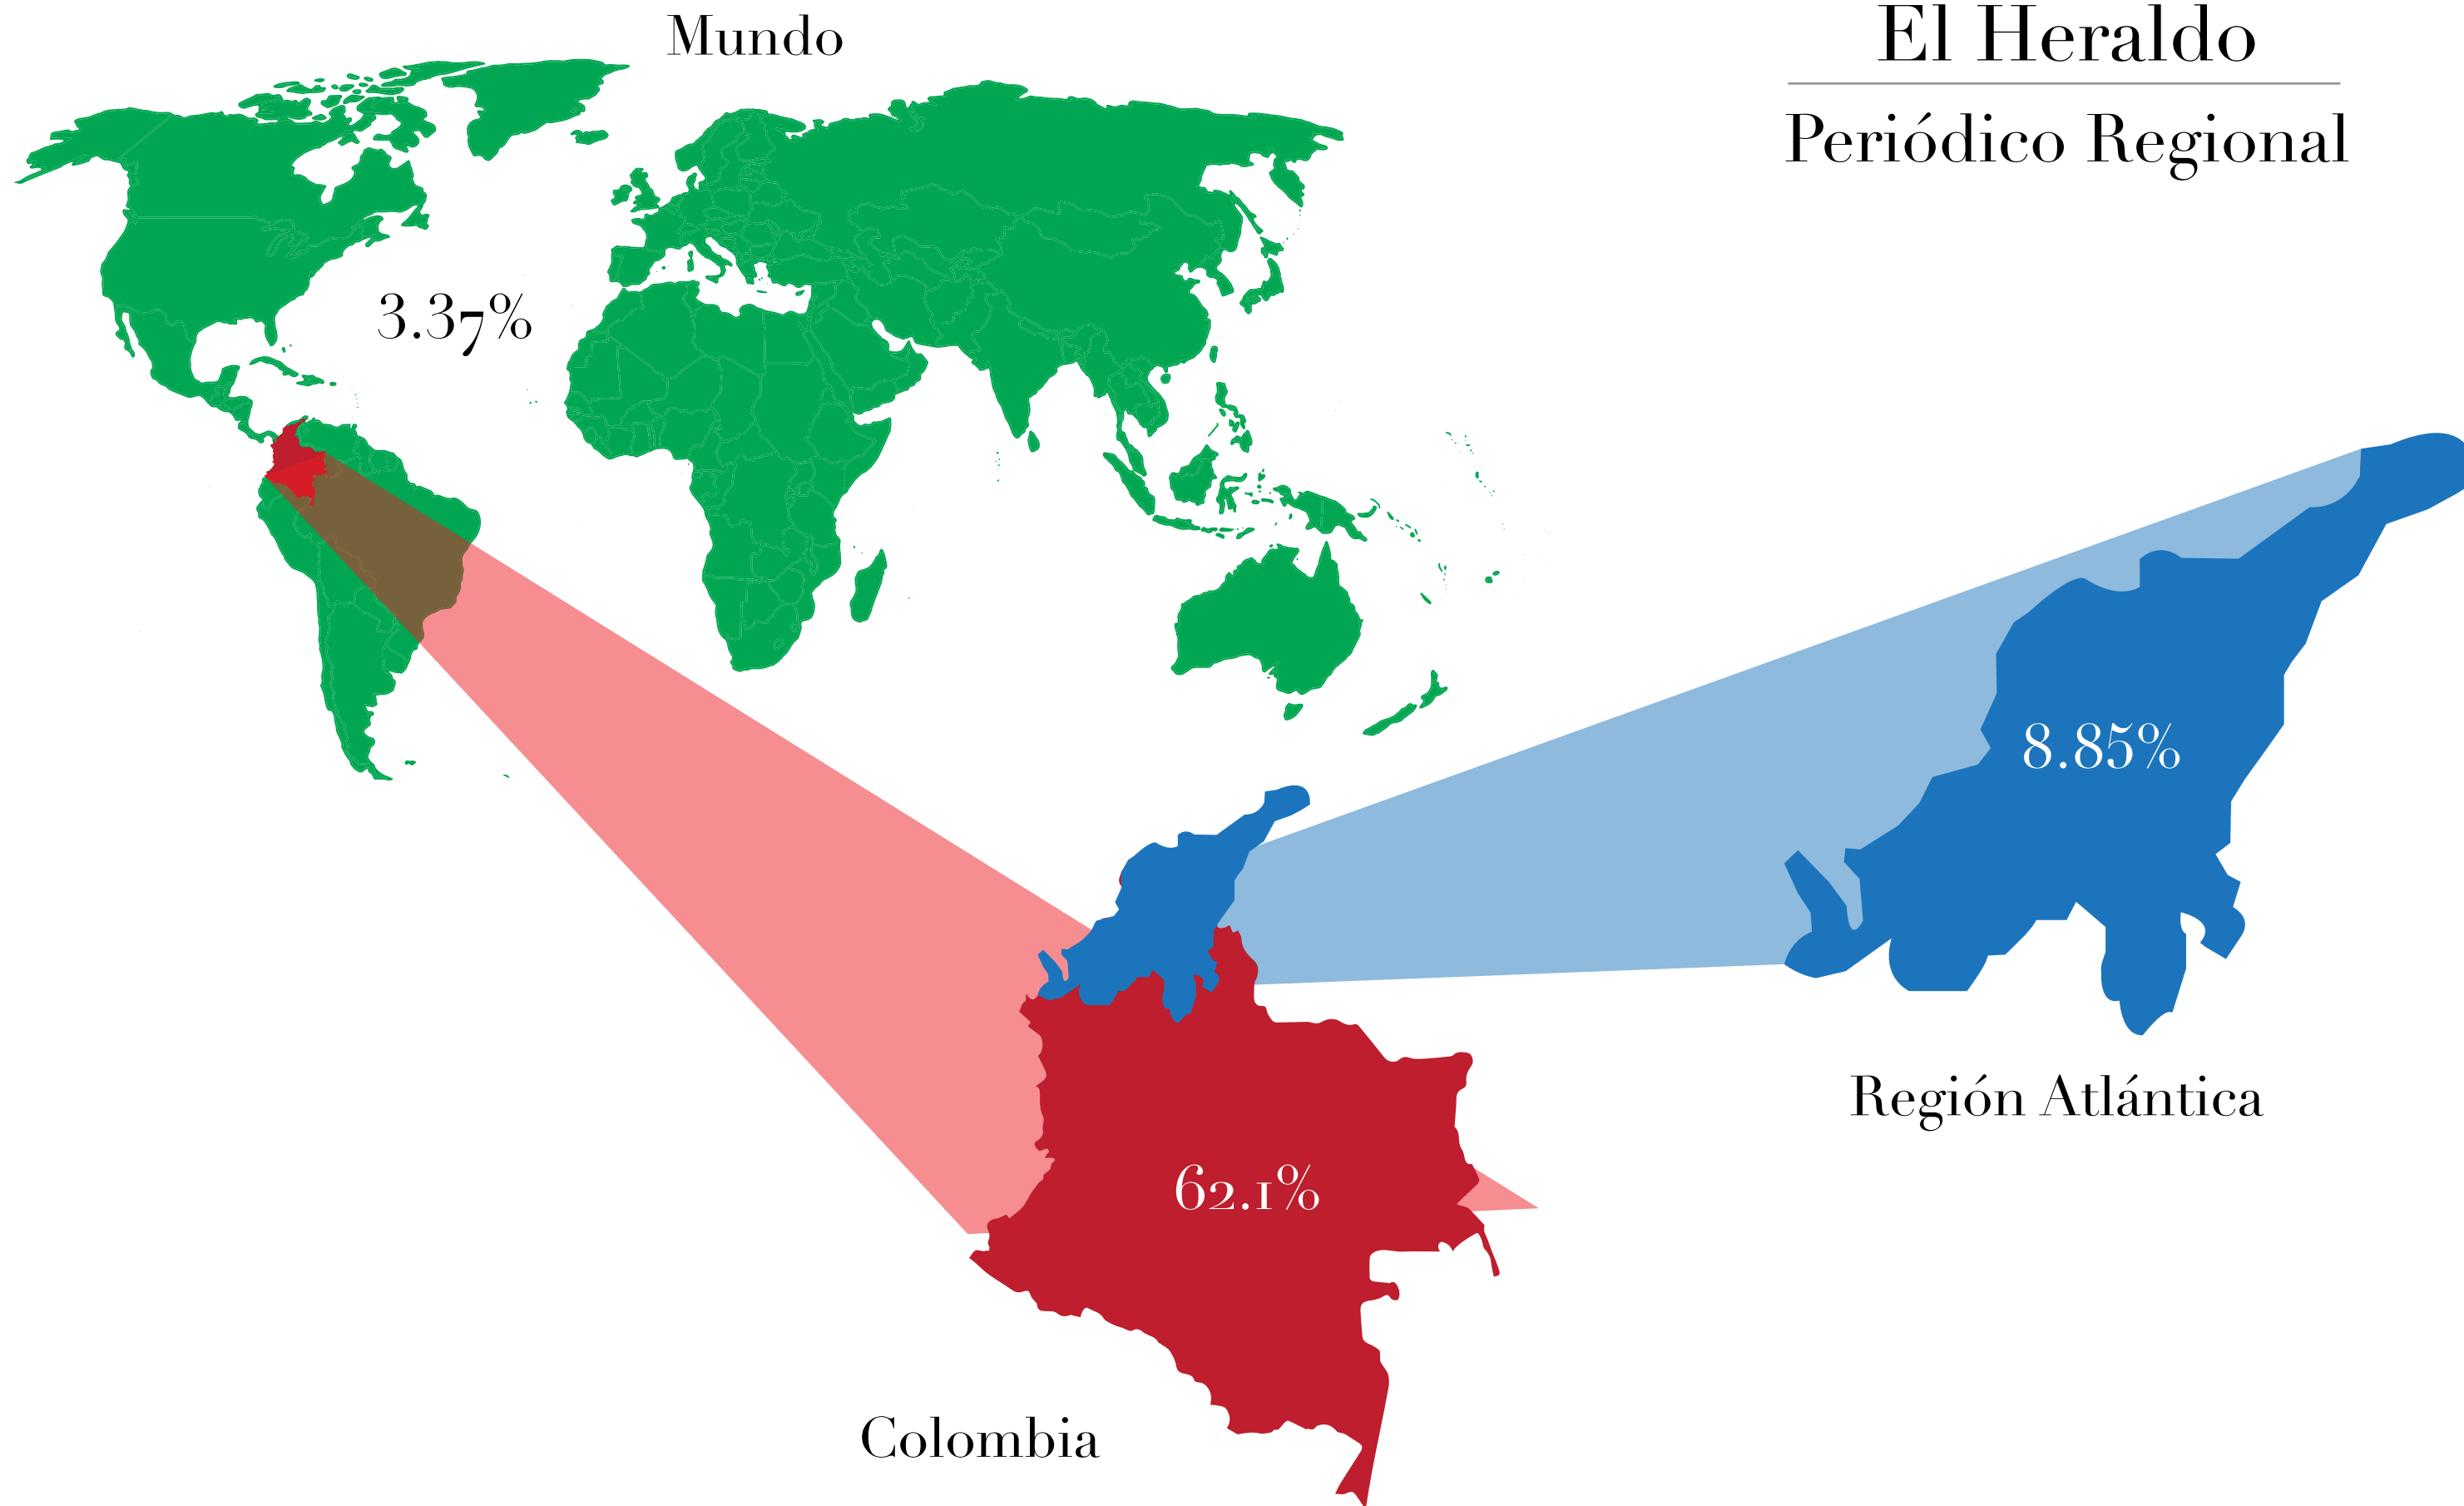 Mundo
El Heraldo
Periódico Regional
3.37%
8.85%
Región Atlántica
62.1%
Colombia